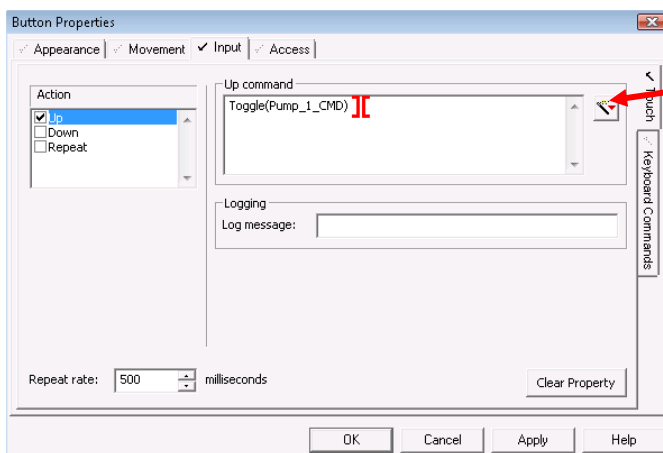 Button Properties
Appearance Movement Input Access
Action
Up
Down
Repeat
Up command
Toggle(Pump_1_CMD)
Logging
Log message:
Touch
Keyboard Commands
Repeat rate: 500 milliseconds
Clear Property
OK Cancel Apply Help